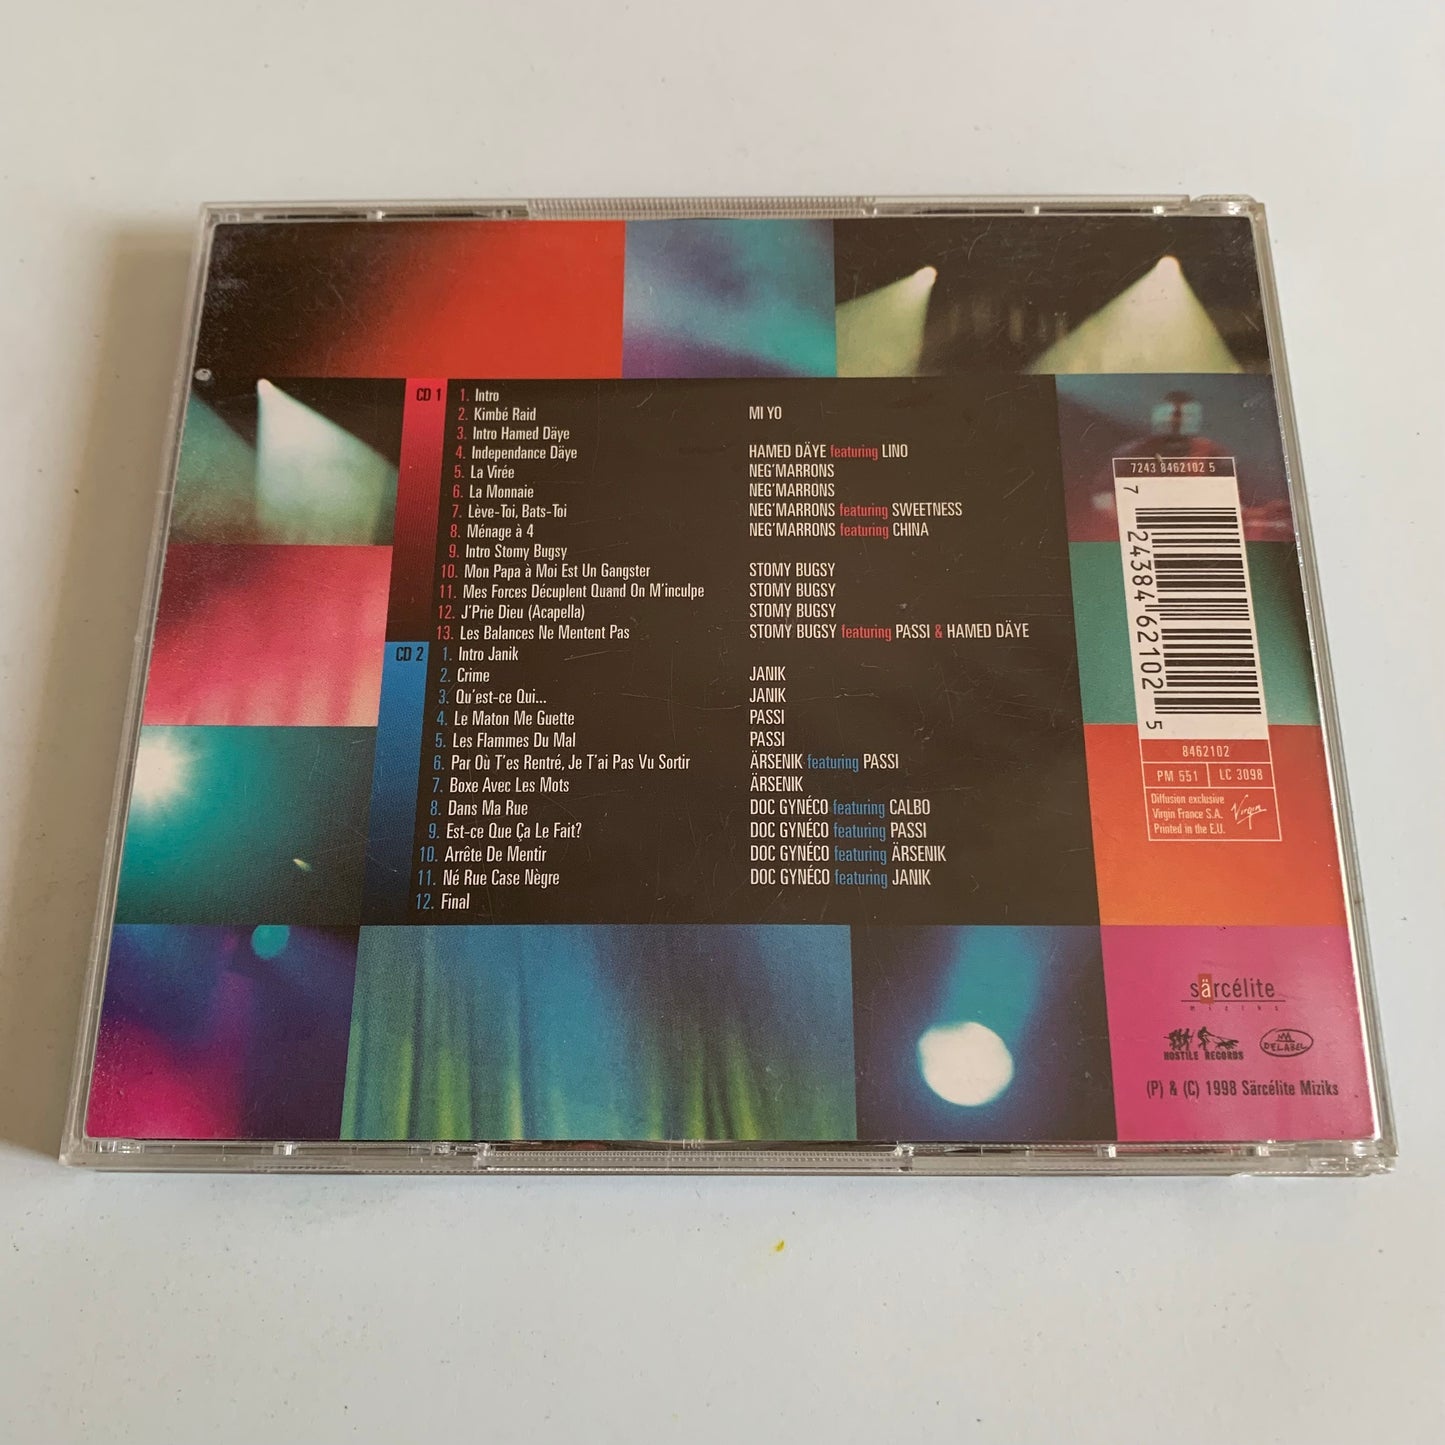 CD 1
1. Intro
2. Kimbé Raid MI YO
3. Intro Hamed Däye
4. Independance Däye HAMED DÄYE featuring LINO
5. La Virée NEG'MARRONS
6. La Monnaie NEG'MARRONS
7. Lève-Toi, Bats-Toi NEG'MARRONS featuring SWEETNESS
8. Ménage à 4 NEG'MARRONS featuring CHINA
9. Intro Stomy Bugsy
10. Mon Papa à Moi Est Un Gangster STOMY BUGSY
11. Mes Forces Décuplent Quand On M'inculpe STOMY BUGSY
12. J'Prie Dieu (Acapella) STOMY BUGSY
13. Les Balances Ne Mentent Pas STOMY BUGSY featuring PASSI & HAMED DÄYE
CD 2
1. Intro Janik
2. Crime JANIK
3. Qu'est-ce Qui... JANIK
4. Le Maton Me Guette PASSI
5. Les Flammes Du Mal PASSI
6. Par Où T'es Rentré, Je T'ai Pas Vu Sortir ÄRSENIK featuring PASSI
7. Boxe Avec Les Mots ÄRSENIK
8. Dans Ma Rue DOC GYNÉCO featuring CALBO
9. Est-ce Que Ça Le Fait? DOC GYNÉCO featuring PASSI
10. Arrête De Mentir DOC GYNÉCO featuring ÄRSENIK
11. Né Rue Case Nègre DOC GYNÉCO featuring JANIK
12. Final
7243 8462102 5
7 24384 62102 5
8462102
PM 551 LC 3098
Diffusion exclusive
Virgin France S.A.
Printed in the E.U.
Virgin
särcélite
miziks
HOSTILE RECORDS
DELABEL
(P) & (C) 1998 Särcélite Miziks